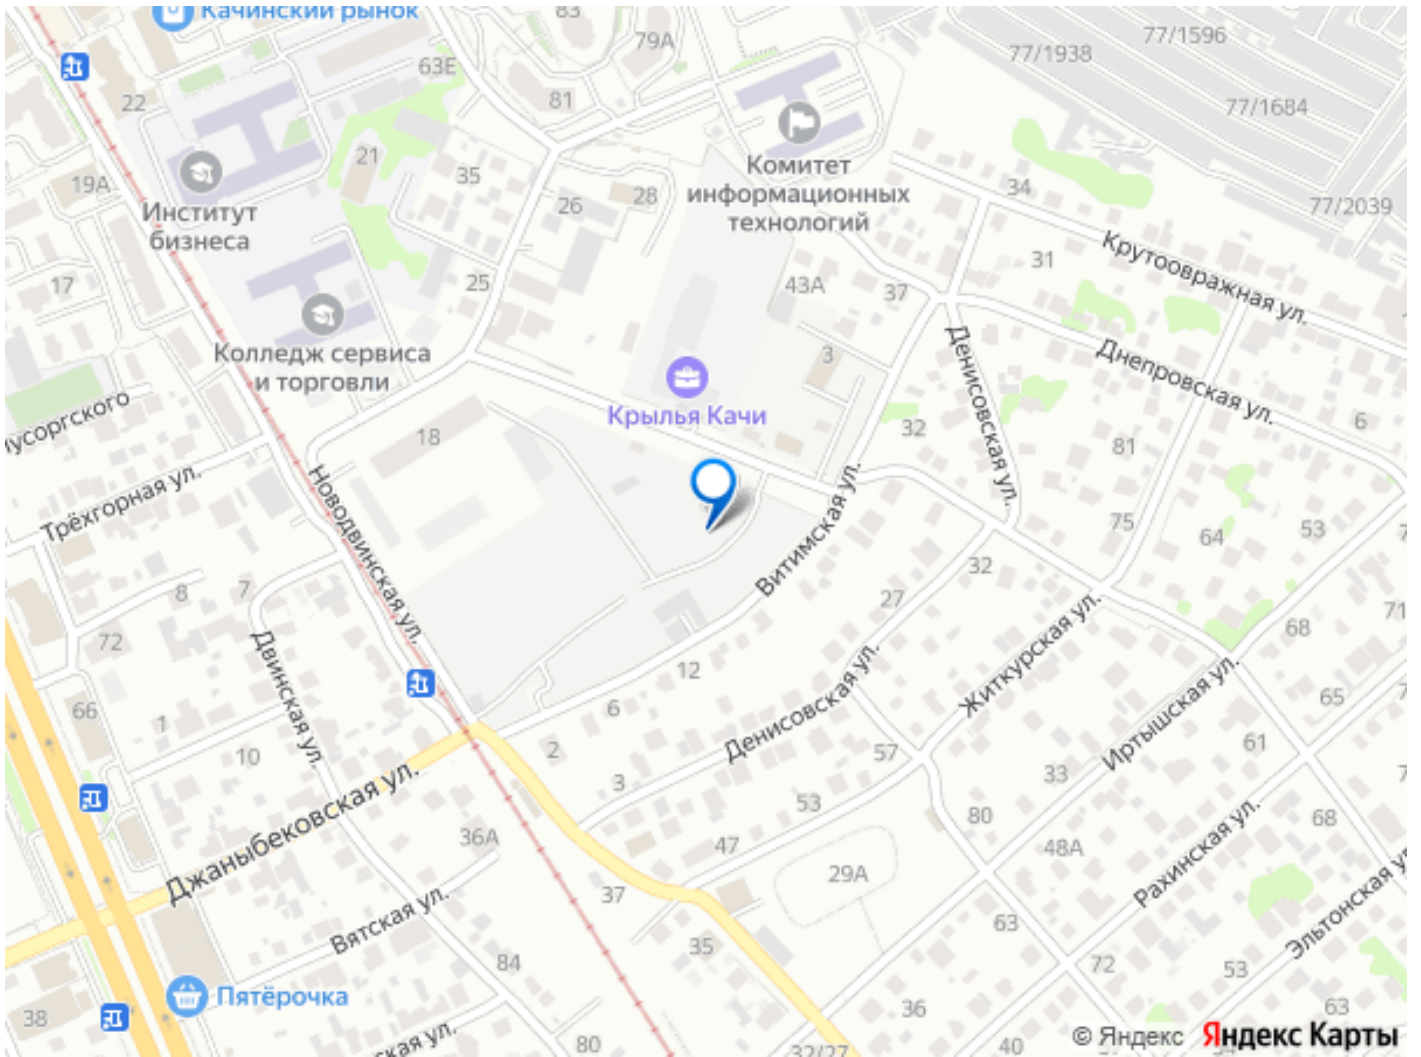 Качинский рынок
83
79А
77/1596
77/1938
63Е
22
81
77/1684
21
Комитет
информационных
технологий
35
19А
28
34
26
77/2039
Институт
бизнеса
Крутоовражная ул.
31
17
25
43А
37
Колледж сервиса
и торговли
3
Денисовская ул.
Днепровская ул.
Крылья Качи
6
18
32
81
Трёхгорная ул.
Новодвинская ул.
Витимская ул.
75
64
53
8
7
32
27
72
Двинская ул.
71
68
Житкурская ул.
12
65
66
1
6
Денисовская ул.
Иртышская ул.
10
2
57
61
3
33
Джаныбековская ул.
53
80
68
36А
47
48А
Рахинская ул.
29А
37
Вятская ул.
35
63
Эльтонская ул.
84
72
53
Пятёрочка
36
63
38
80
32/27
40
© Яндекс Яндекс Карты